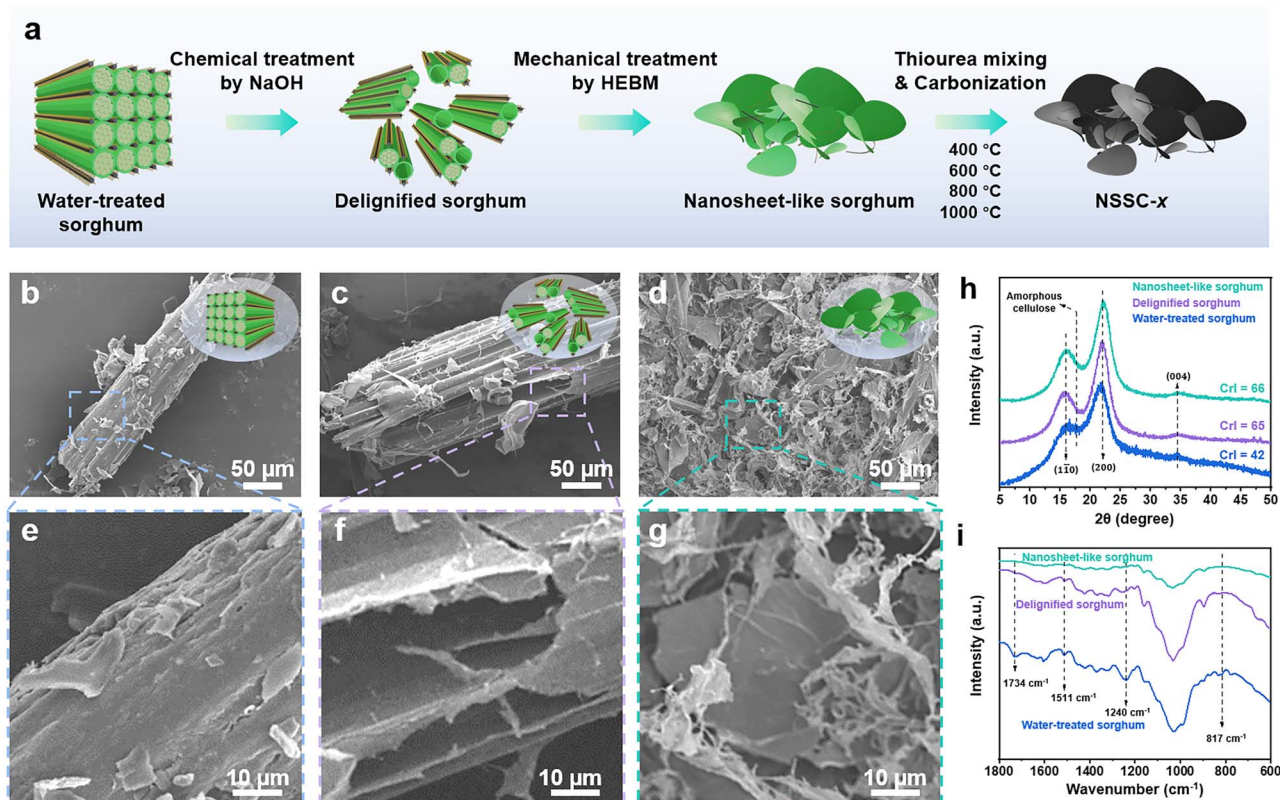 a
Chemical treatment
by NaOH
Mechanical treatment
by HEBM
Thiourea mixing
& Carbonization
400 °C
600 °C
800 °C
1000 °C
Water-treated
sorghum
Delignified sorghum
Nanosheet-like sorghum
NSSC-x
b
50 µm
c
50 µm
d
50 µm
e
10 µm
f
10 µm
g
10 µm
h
Nanosheet-like sorghum
Delignified sorghum
Water-treated sorghum
Amorphous
cellulose
(004)
CrI = 66
CrI = 65
CrI = 42
(11̅0)
(200)
Intensity (a.u.)
5 10 15 20 25 30 35 40 45 50
2θ (degree)
i
Nanosheet-like sorghum
Delignified sorghum
Water-treated sorghum
1734 cm⁻¹
1511 cm⁻¹
1240 cm⁻¹
817 cm⁻¹
Intensity (a.u.)
1800 1600 1400 1200 1000 800 600
Wavenumber (cm⁻¹)